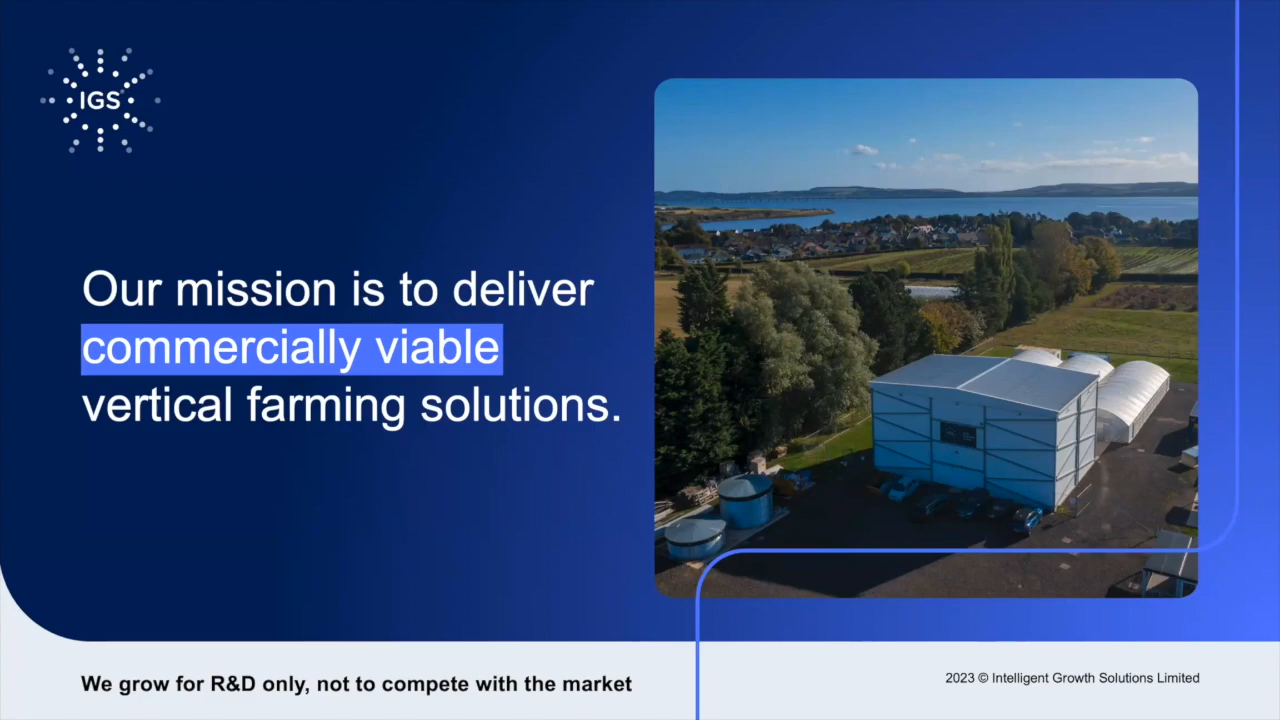 IGS
Our mission is to deliver
commercially viable
vertical farming solutions.
We grow for R&D only, not to compete with the market
2023 © Intelligent Growth Solutions Limited